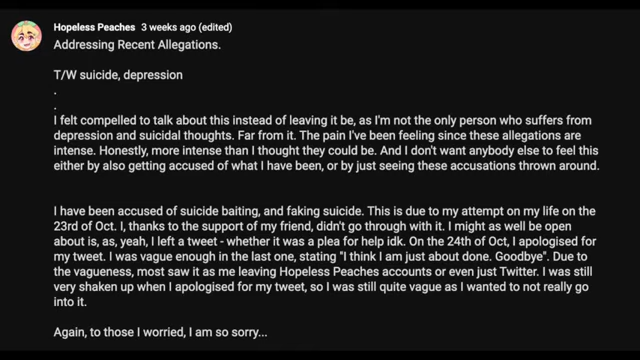 Hopeless Peaches 3 weeks ago (edited)
Addressing Recent Allegations.
T/W suicide, depression
.
.
I felt compelled to talk about this instead of leaving it be, as I'm not the only person who suffers from
depression and suicidal thoughts. Far from it. The pain I've been feeling since these allegations are
intense. Honestly, more intense than I thought they could be. And I don't want anybody else to feel this
either by also getting accused of what I have been, or by just seeing these accusations thrown around.
I have been accused of suicide baiting, and faking suicide. This is due to my attempt on my life on the
23rd of Oct. I, thanks to the support of my friend, didn't go through with it. I might as well be open
about is, as, yeah, I left a tweet - whether it was a plea for help idk. On the 24th of Oct, I apologised for
my tweet. I was vague enough in the last one, stating "I think I am just about done. Goodbye". Due to
the vagueness, most saw it as me leaving Hopeless Peaches accounts or even just Twitter. I was still
very shaken up when I apologised for my tweet, so I was still quite vague as I wanted to not really go
into it.
Again, to those I worried, I am so sorry...